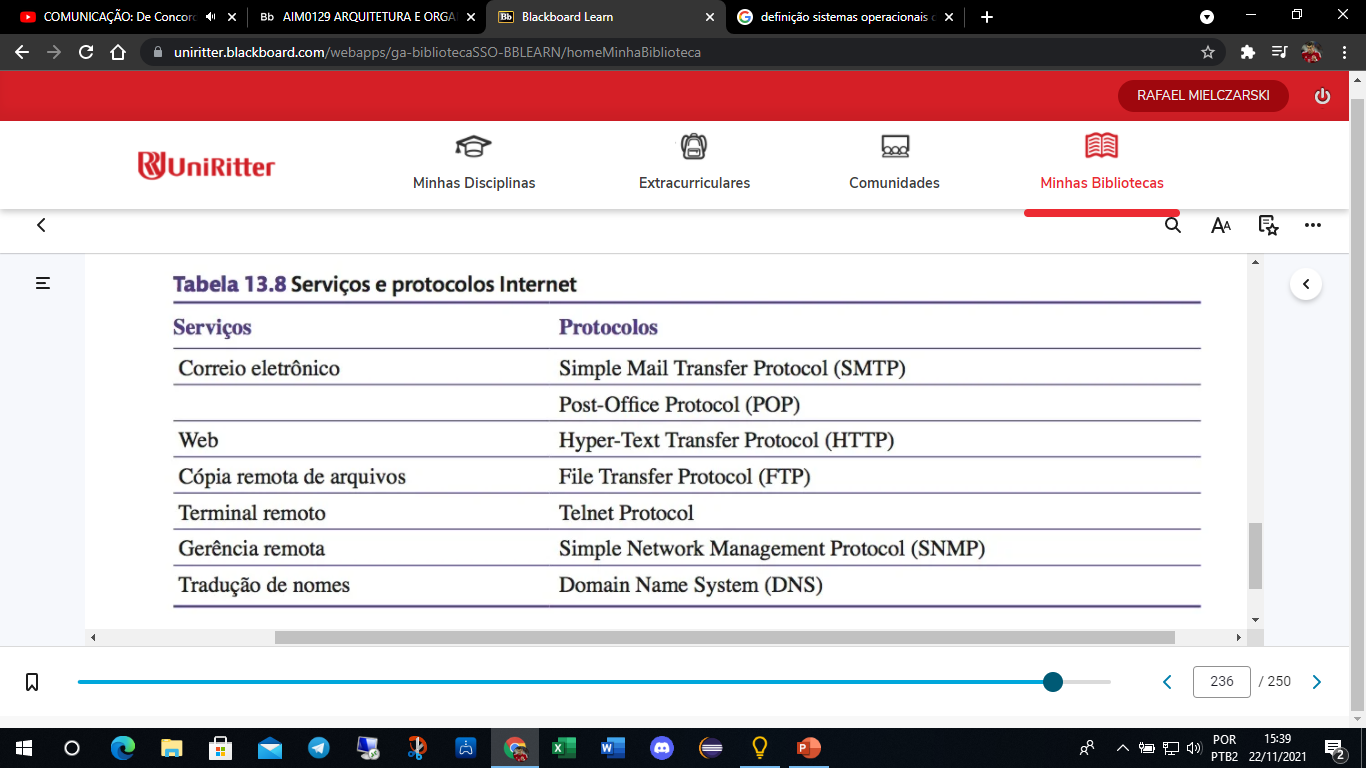 COMUNICAÇÃO: De Concord
Bb AIM0129 ARQUITETURA E ORGA
Bb Blackboard Learn
definição sistemas operacionais
uniritter.blackboard.com/webapps/ga-bibliotecaSSO-BBLEARN/homeMinhaBiblioteca
RAFAEL MIELCZARSKI
UniRitter
Minhas Disciplinas
Extracurriculares
Comunidades
Minhas Bibliotecas
AA
Tabela 13.8 Serviços e protocolos Internet
Serviços Protocolos
Correio eletrônico Simple Mail Transfer Protocol (SMTP)
Post-Office Protocol (POP)
Web Hyper-Text Transfer Protocol (HTTP)
Cópia remota de arquivos File Transfer Protocol (FTP)
Terminal remoto Telnet Protocol
Gerência remota Simple Network Management Protocol (SNMP)
Tradução de nomes Domain Name System (DNS)
236 / 250
POR 15:39
PTB2 22/11/2021
2